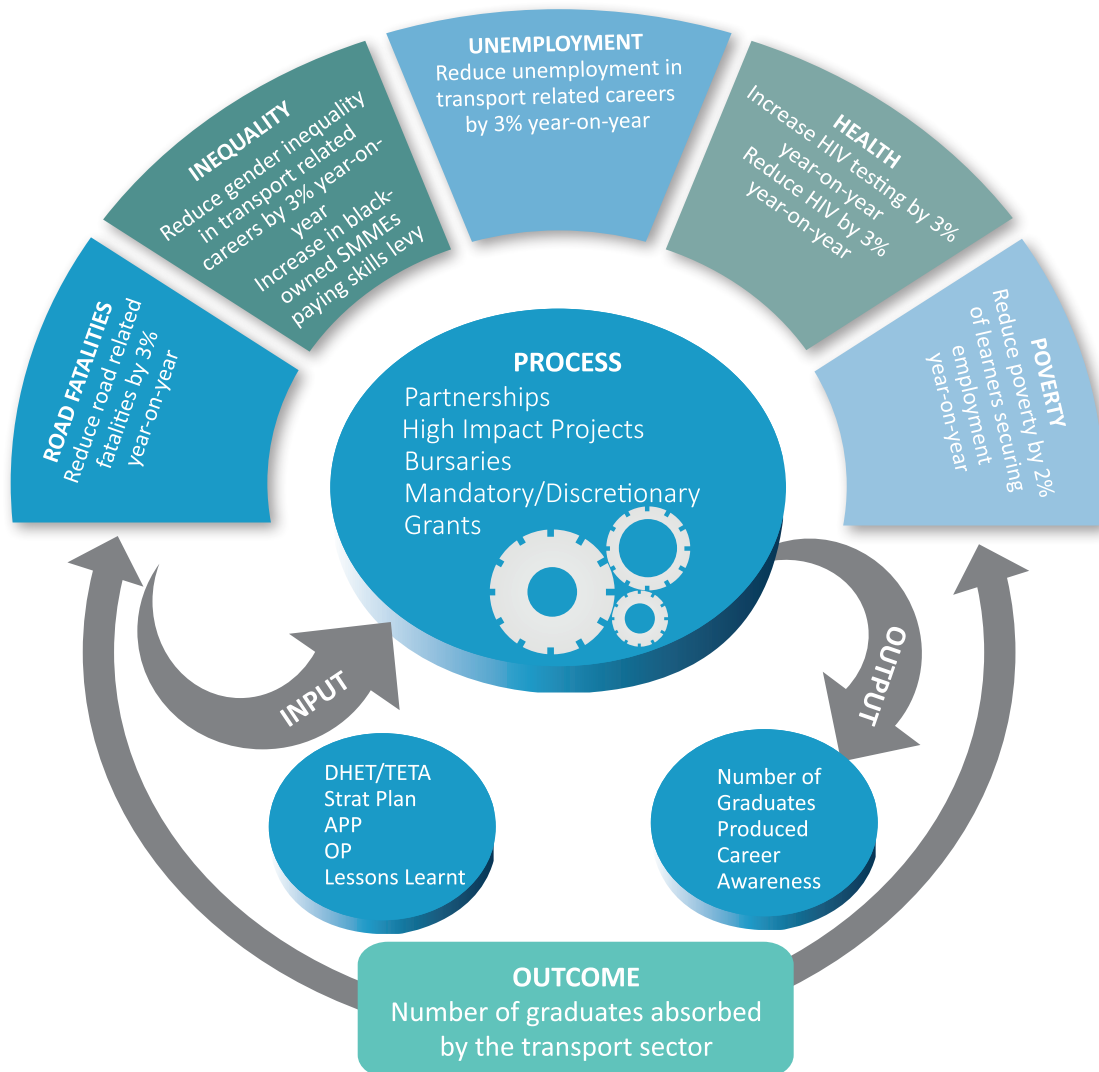 ROAD FATALITIES
Reduce road related
fatalities by 3%
year-on-year
INEQUALITY
Reduce gender inequality
in transport related
careers by 3% year-on-
year
Increase in black-
owned SMMEs
paying skills levy
UNEMPLOYMENT
Reduce unemployment in
transport related careers
by 3% year-on-year
HEALTH
Increase HIV testing by 3%
year-on-year
Reduce HIV by 3%
year-on-year
POVERTY
Reduce poverty by 2%
of learners securing
employment
year-on-year
PROCESS
Partnerships
High Impact Projects
Bursaries
Mandatory/Discretionary
Grants
INPUT
OUTPUT
DHET/TETA
Strat Plan
APP
OP
Lessons Learnt
Number of
Graduates
Produced
Career
Awareness
OUTCOME
Number of graduates absorbed
by the transport sector